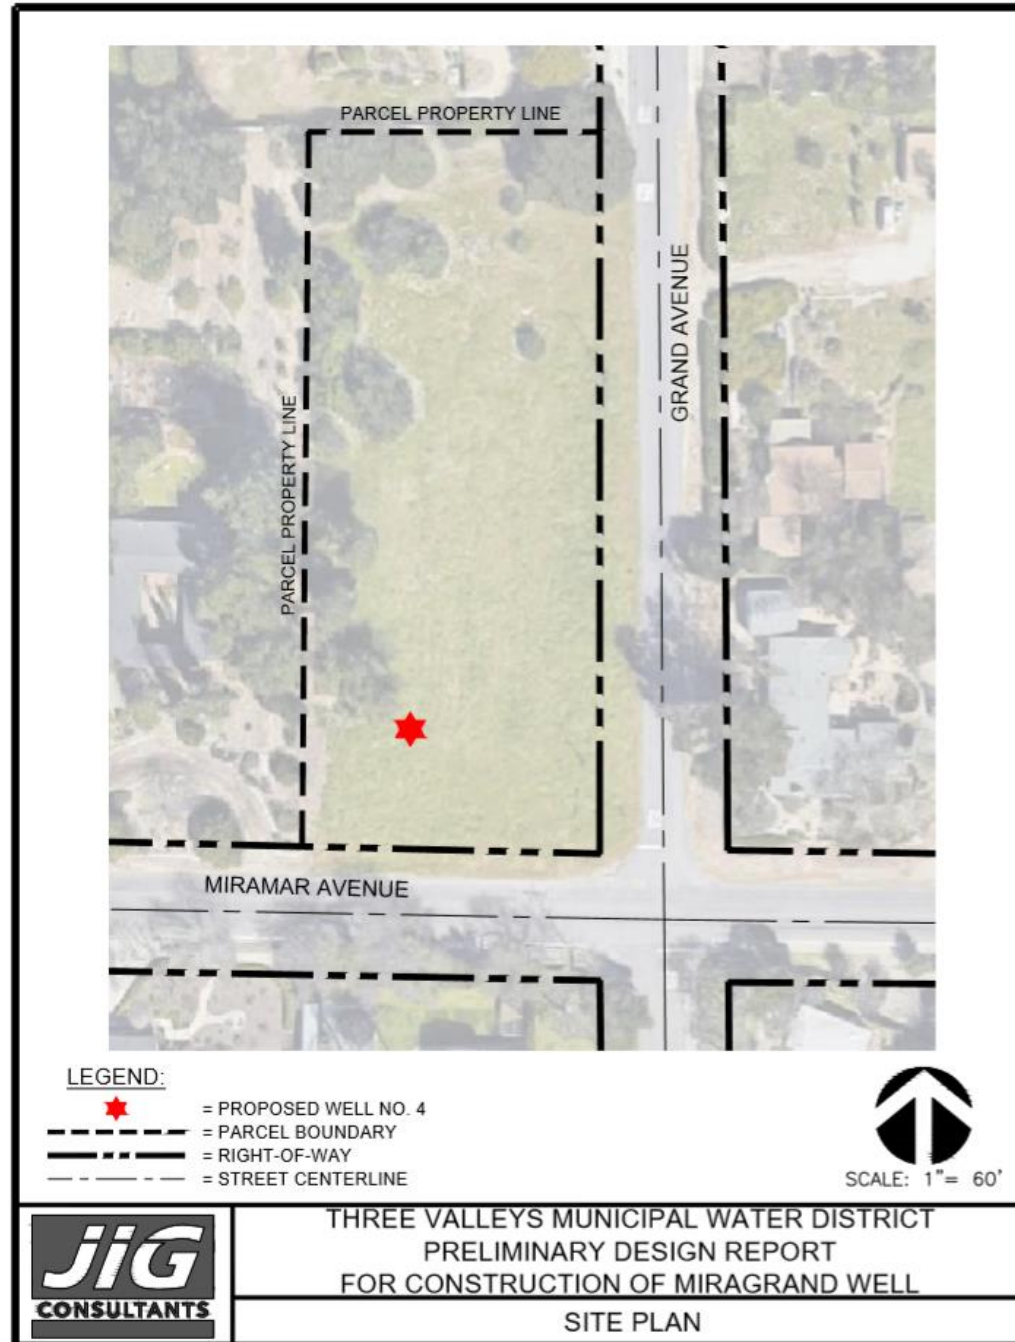 PARCEL PROPERTY LINE
GRAND AVENUE
PARCEL PROPERTY LINE
MIRAMAR AVENUE
LEGEND:
= PROPOSED WELL NO. 4
= PARCEL BOUNDARY
= RIGHT-OF-WAY
= STREET CENTERLINE
SCALE: 1"= 60'
JIG
CONSULTANTS
THREE VALLEYS MUNICIPAL WATER DISTRICT
PRELIMINARY DESIGN REPORT
FOR CONSTRUCTION OF MIRAGRAND WELL
SITE PLAN